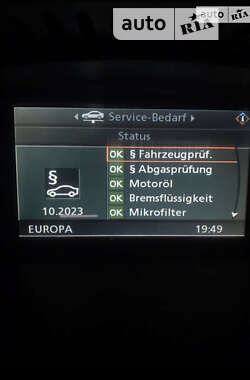 auto RIA
auto RIA
Service-Bedarf
Status
OK § Fahrzeugprüf.
OK § Abgasprüfung
OK Motoröl
OK Bremsflüssigkeit
OK Mikrofilter
§
10.2023
EUROPA 19:49